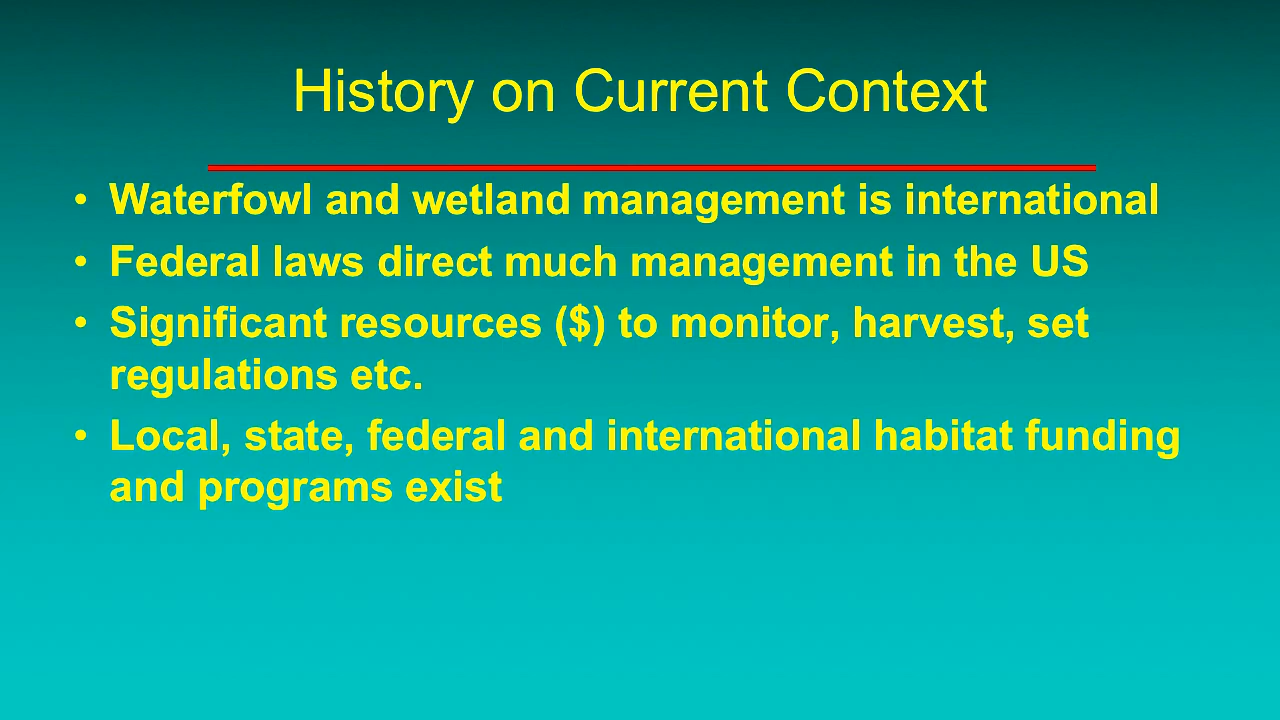 History on Current Context
• Waterfowl and wetland management is international
• Federal laws direct much management in the US
• Significant resources ($) to monitor, harvest, set
regulations etc.
• Local, state, federal and international habitat funding
and programs exist